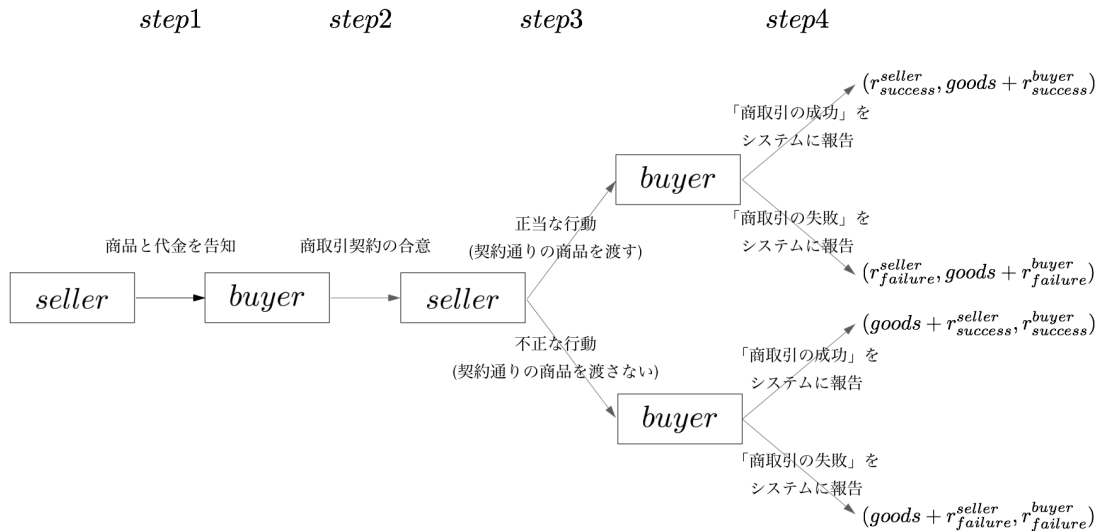 step1
step2
step3
step4
商品と代金を告知
商取引契約の合意
seller
buyer
seller
正当な行動
(契約通りの商品を渡す)
不正な行動
(契約通りの商品を渡さない)
buyer
「商取引の成功」を
システムに報告
「商取引の失敗」を
システムに報告
(r^{seller}_{success}, goods + r^{buyer}_{success})
(r^{seller}_{failure}, goods + r^{buyer}_{failure})
buyer
「商取引の成功」を
システムに報告
「商取引の失敗」を
システムに報告
(goods + r^{seller}_{success}, r^{buyer}_{success})
(goods + r^{seller}_{failure}, r^{buyer}_{failure})